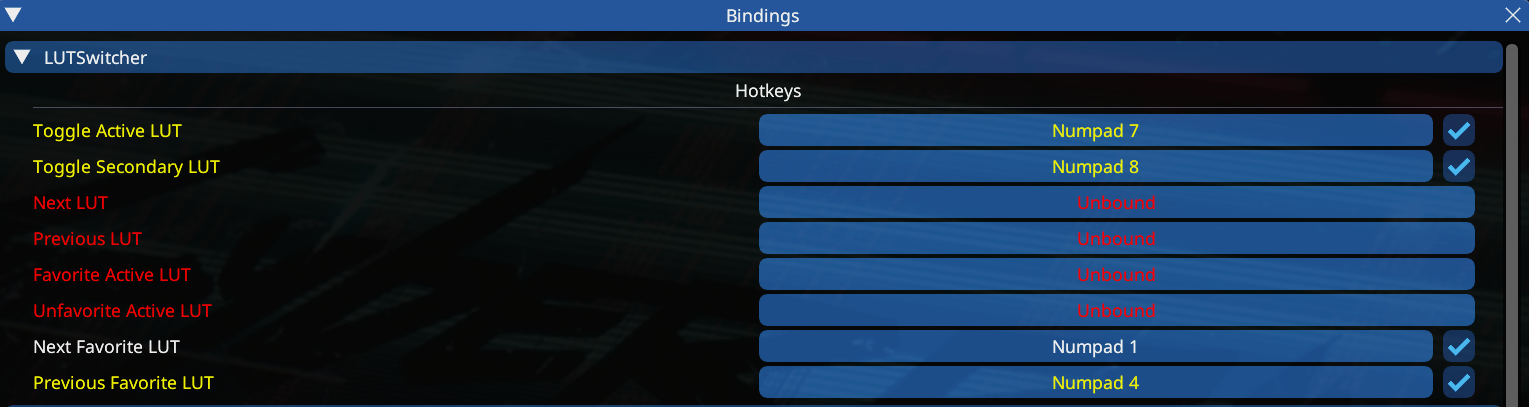 Bindings
LUTSwitcher
Hotkeys
Toggle Active LUT Numpad 7
Toggle Secondary LUT Numpad 8
Next LUT Unbound
Previous LUT Unbound
Favorite Active LUT Unbound
Unfavorite Active LUT Unbound
Next Favorite LUT Numpad 1
Previous Favorite LUT Numpad 4